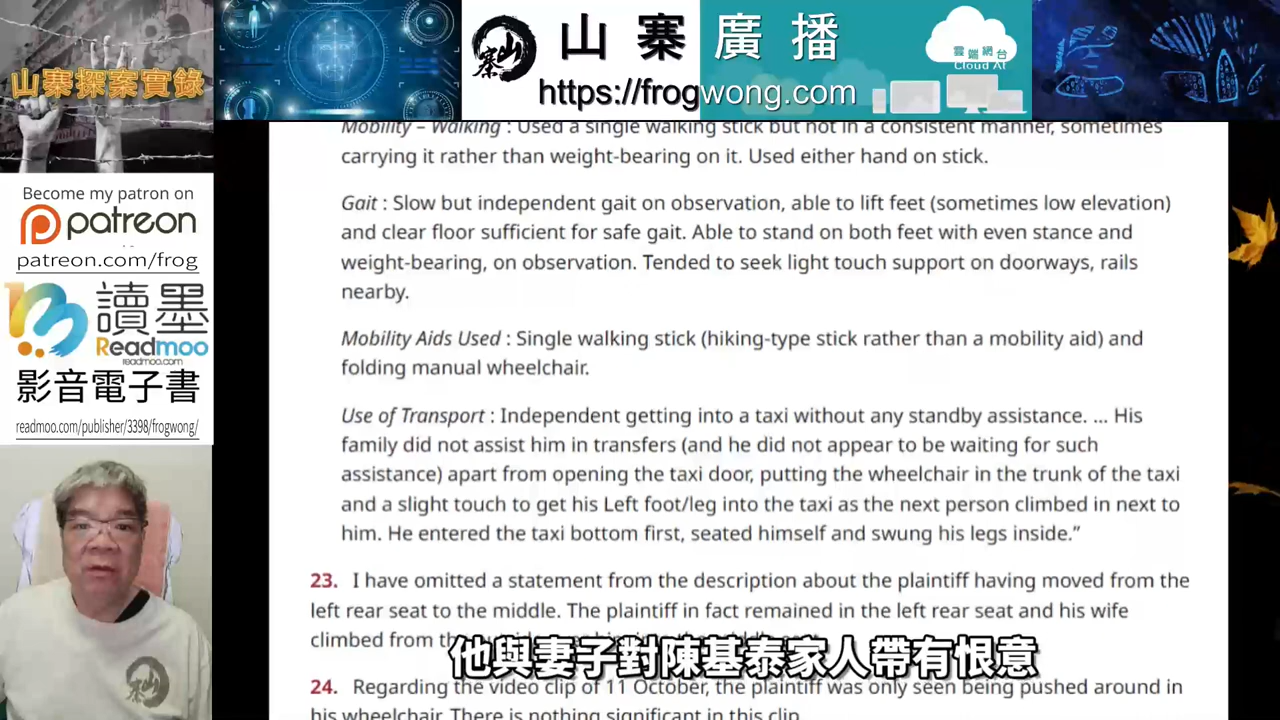 山寨探案實錄
山寨
山寨廣播
https://frogwong.com
雲端網台
Cloud AI
Become my patron on
patreon
patreon.com/frog
讀墨
Readmoo
readmoo.com
影音電子書
readmoo.com/publisher/3398/frogwong/
Mobility – Walking : Used a single walking stick but not in a consistent manner, sometimes
carrying it rather than weight-bearing on it. Used either hand on stick.
Gait : Slow but independent gait on observation, able to lift feet (sometimes low elevation)
and clear floor sufficient for safe gait. Able to stand on both feet with even stance and
weight-bearing, on observation. Tended to seek light touch support on doorways, rails
nearby.
Mobility Aids Used : Single walking stick (hiking-type stick rather than a mobility aid) and
folding manual wheelchair.
Use of Transport : Independent getting into a taxi without any standby assistance. ... His
family did not assist him in transfers (and he did not appear to be waiting for such
assistance) apart from opening the taxi door, putting the wheelchair in the trunk of the taxi
and a slight touch to get his Left foot/leg into the taxi as the next person climbed in next to
him. He entered the taxi bottom first, seated himself and swung his legs inside.”
23. I have omitted a statement from the description about the plaintiff having moved from the
left rear seat to the middle. The plaintiff in fact remained in the left rear seat and his wife
climbed from
他與妻子對陳基泰家人帶有恨意
24. Regarding the video clip of 11 October, the plaintiff was only seen being pushed around in
his wheelchair. There is nothing significant in this clip.
山寨